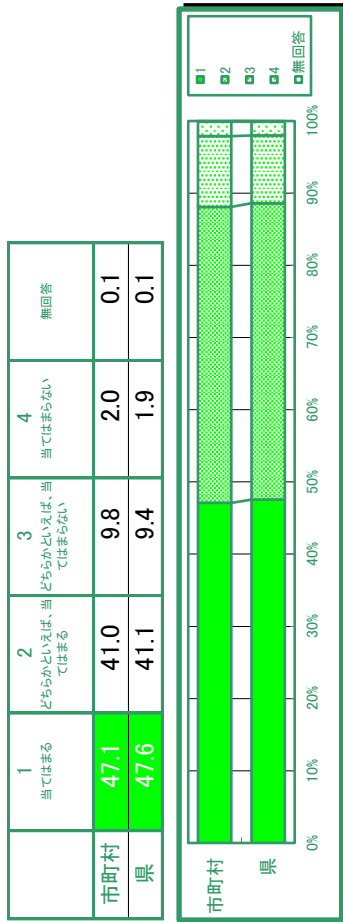 1 2 3 4 無回答
当てはまる どちらかといえば、当てはまる どちらかといえば、当てはまらない 当てはまらない
市町村 47.1 41.0 9.8 2.0 0.1
県 47.6 41.1 9.4 1.9 0.1
市町村
県
0% 10% 20% 30% 40% 50% 60% 70% 80% 90% 100%
1
2
3
4
無回答